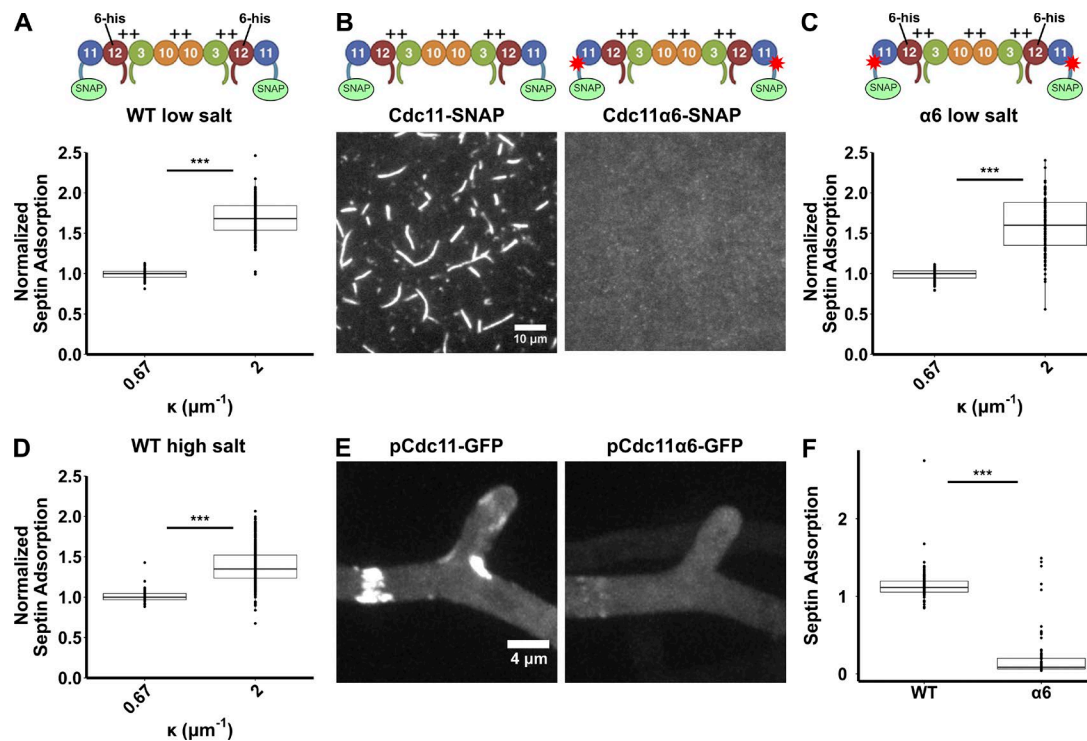 A
6-his
6-his
++ ++ ++
11 12 3 10 10 3 12 11
SNAP
SNAP
WT low salt
2.5
2.0
1.5
1.0
0.5
0.0
Normalized
Septin Adsorption
***
0.67
2
κ (µm-1)
B
++ ++ ++
11 12 3 10 10 3 12 11
SNAP
SNAP
++ ++ ++
11 12 3 10 10 3 12 11
SNAP
SNAP
Cdc11-SNAP
Cdc11α6-SNAP
10 µm
C
6-his
6-his
++ ++ ++
11 12 3 10 10 3 12 11
SNAP
SNAP
α6 low salt
2.5
2.0
1.5
1.0
0.5
0.0
Normalized
Septin Adsorption
***
0.67
2
κ (µm-1)
D
WT high salt
2.5
2.0
1.5
1.0
0.5
0.0
Normalized
Septin Adsorption
***
0.67
2
κ (µm-1)
E
pCdc11-GFP
pCdc11α6-GFP
4 µm
F
2
1
0
Septin Adsorption
***
WT
α6